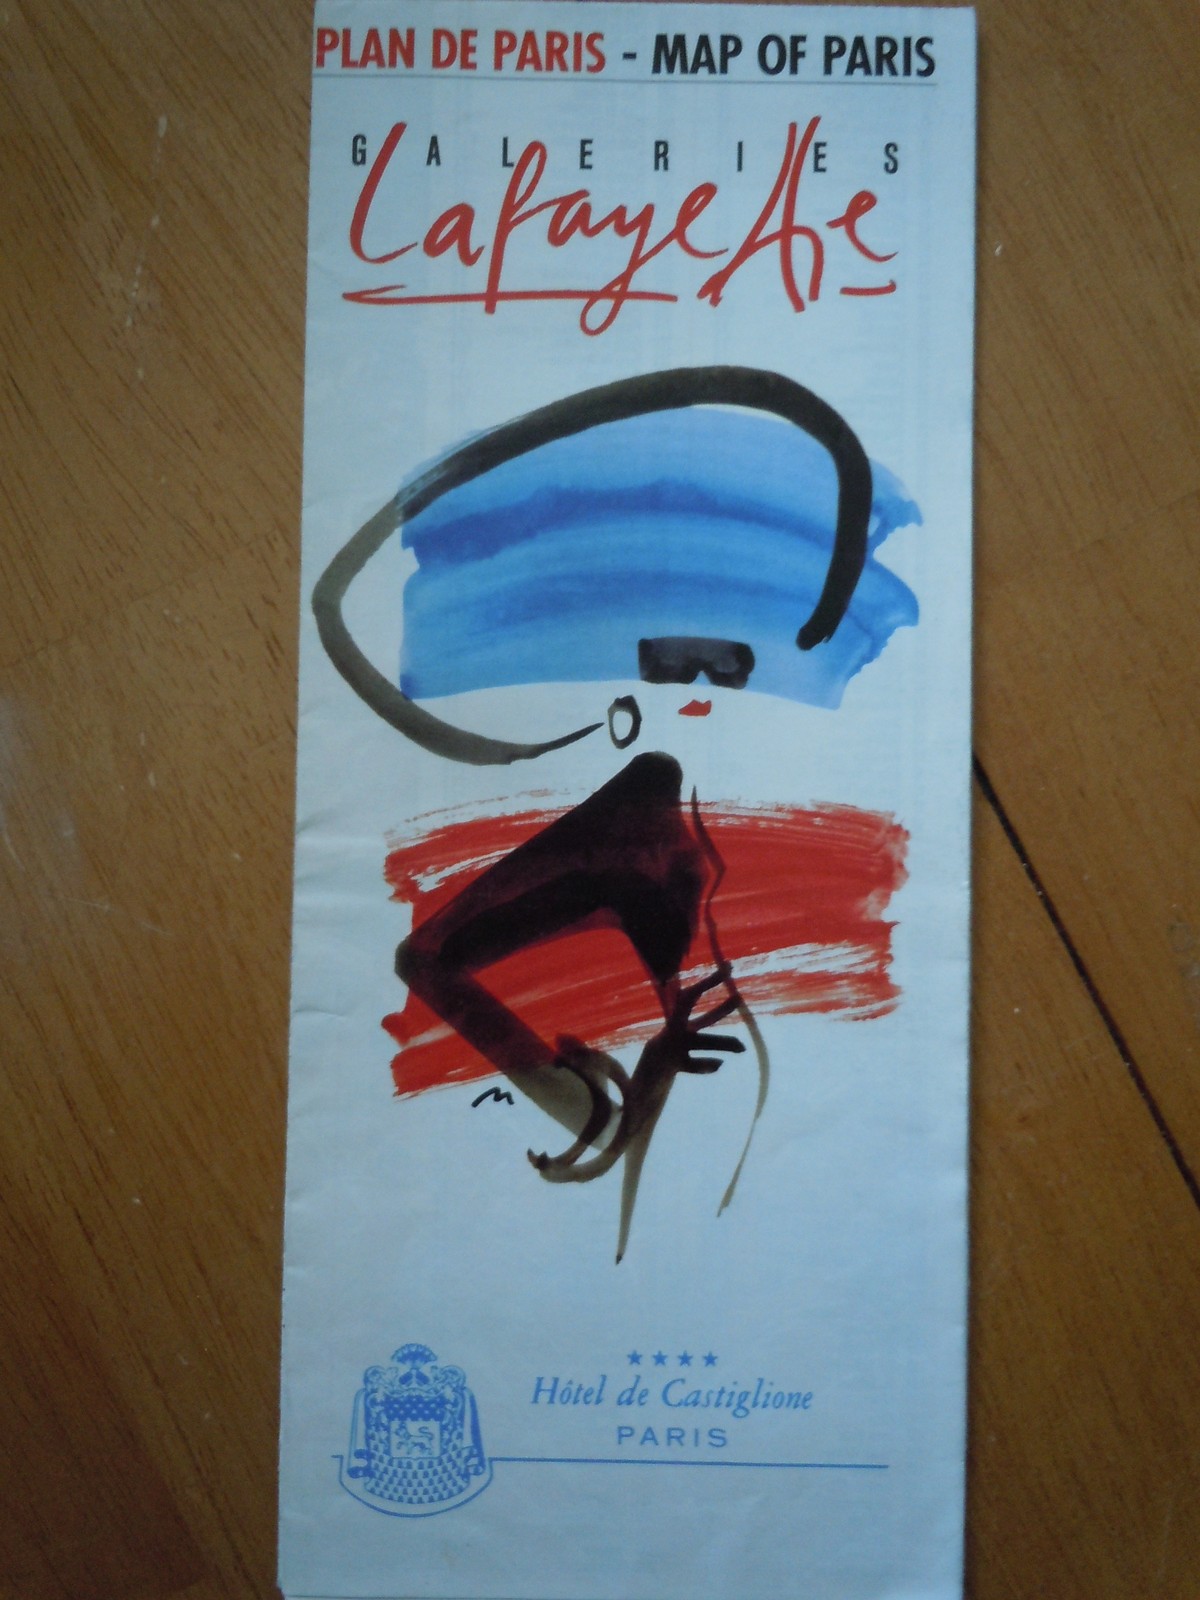 PLAN DE PARIS - MAP OF PARIS
GALERIES
Lafayette
M
★★★★
Hôtel de Castiglione
PARIS